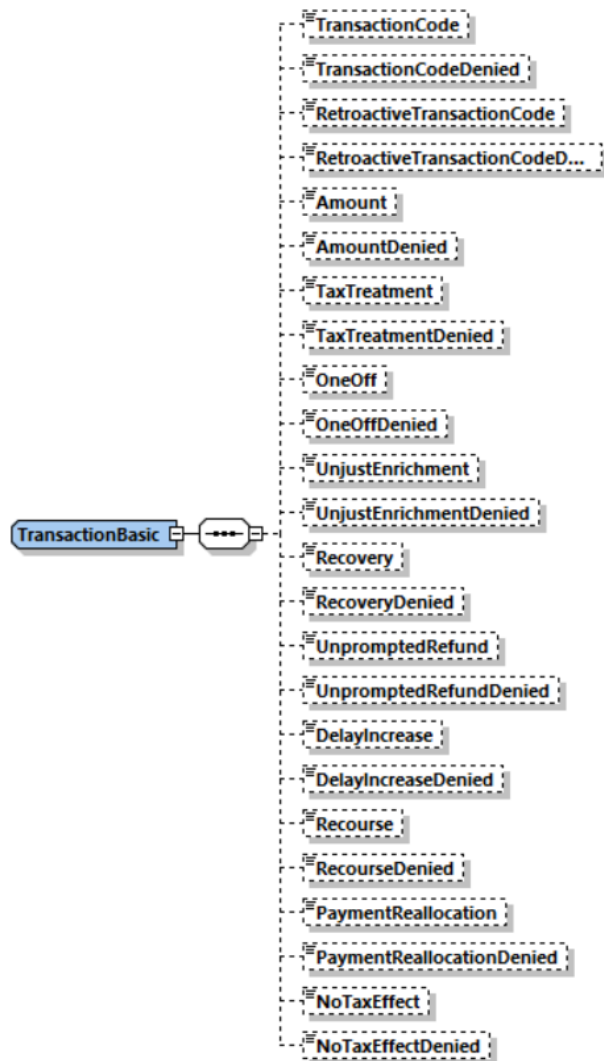 TransactionCode
TransactionCodeDenied
RetroactiveTransactionCode
RetroactiveTransactionCodeD...
Amount
AmountDenied
TaxTreatment
TaxTreatmentDenied
OneOff
OneOffDenied
UnjustEnrichment
UnjustEnrichmentDenied
TransactionBasic
Recovery
RecoveryDenied
UnpromptedRefund
UnpromptedRefundDenied
DelayIncrease
DelayIncreaseDenied
Recourse
RecourseDenied
PaymentReallocation
PaymentReallocationDenied
NoTaxEffect
NoTaxEffectDenied